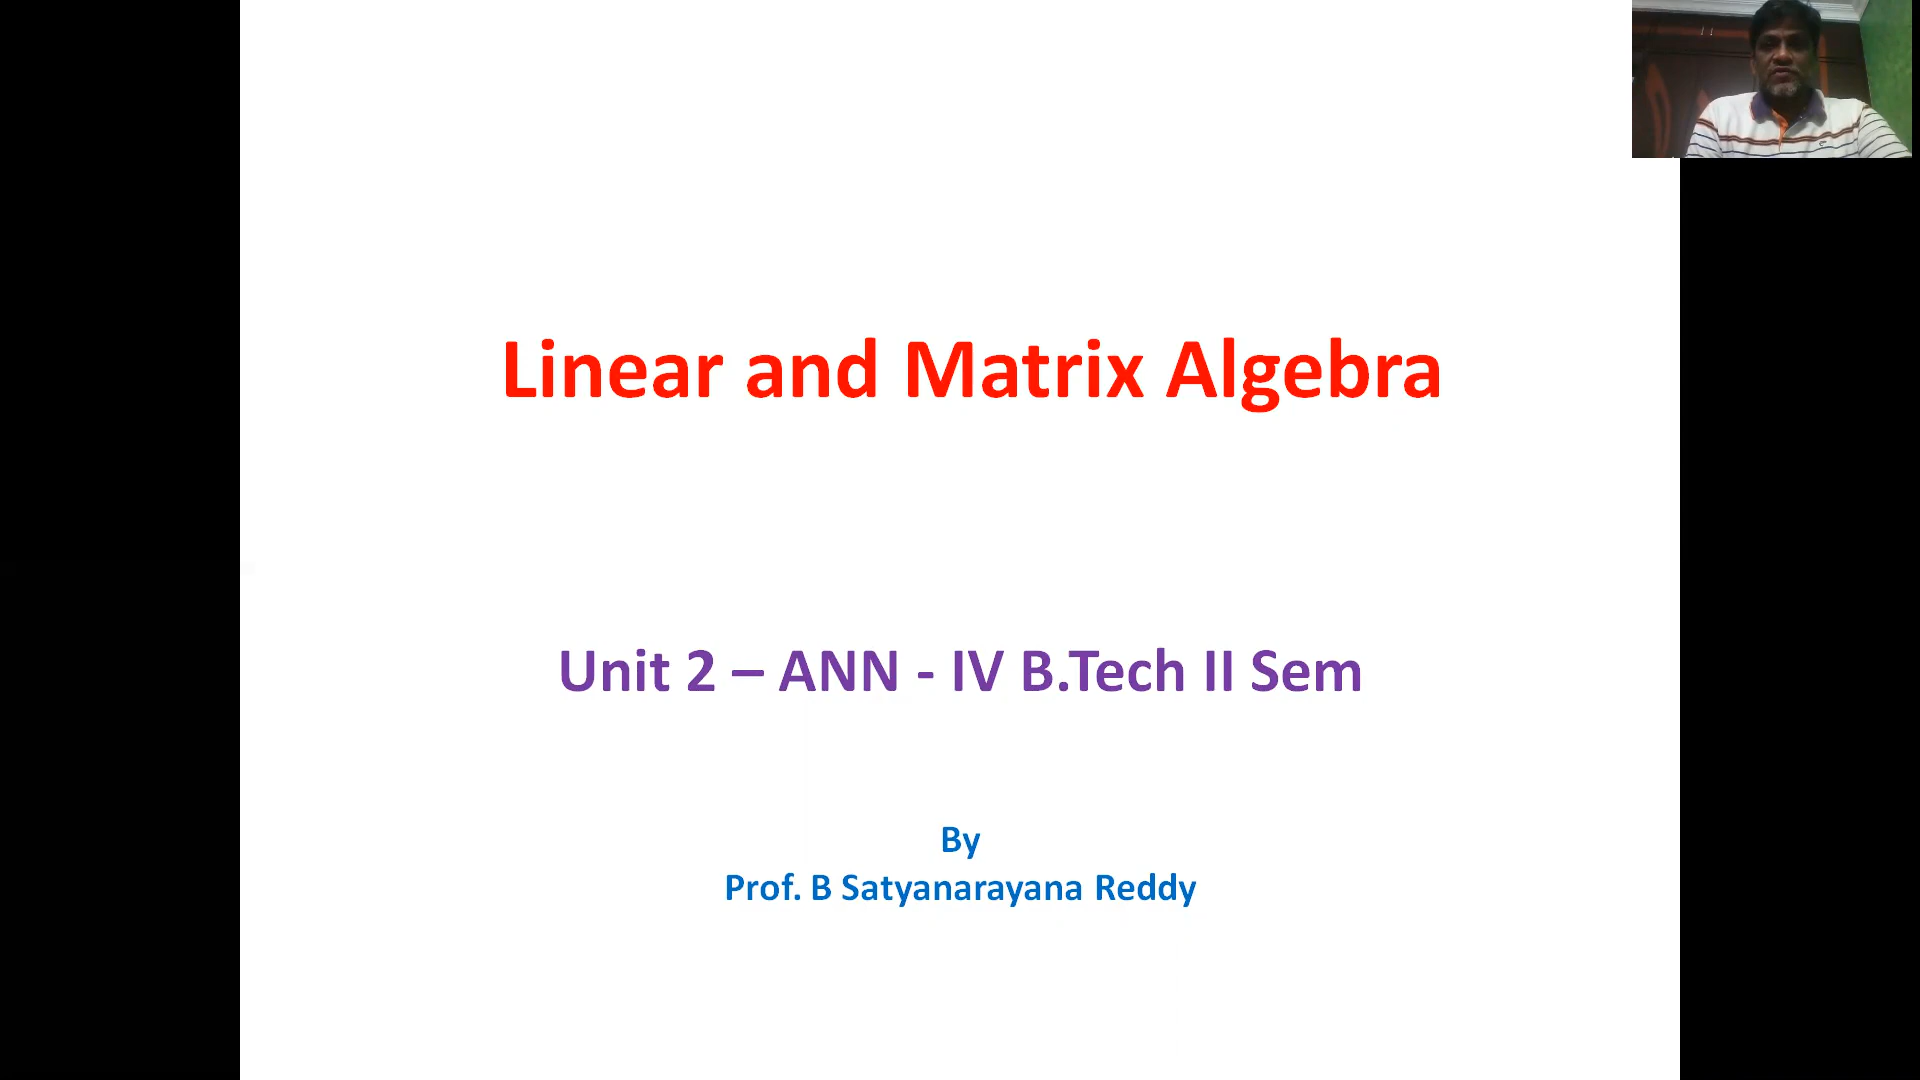 Linear and Matrix Algebra
Unit 2 – ANN - IV B.Tech II Sem
By
Prof. B Satyanarayana Reddy